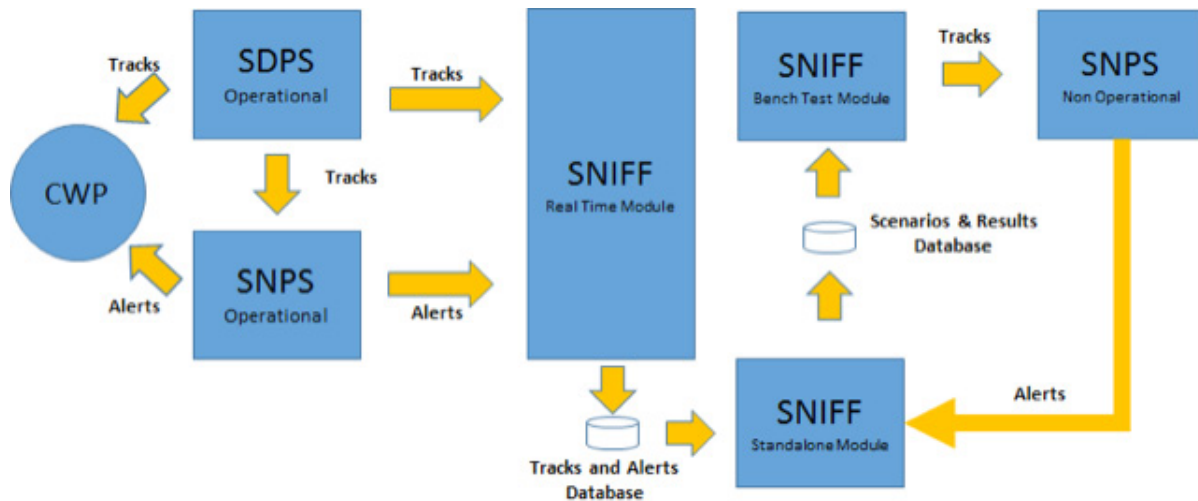 SDPS
Operational
Tracks
Tracks
Tracks
CWP
SNPS
Operational
Alerts
Alerts
SNIFF
Real Time Module
Tracks and Alerts
Database
SNIFF
Bench Test Module
Tracks
SNPS
Non Operational
Scenarios & Results
Database
SNIFF
Standalone Module
Alerts